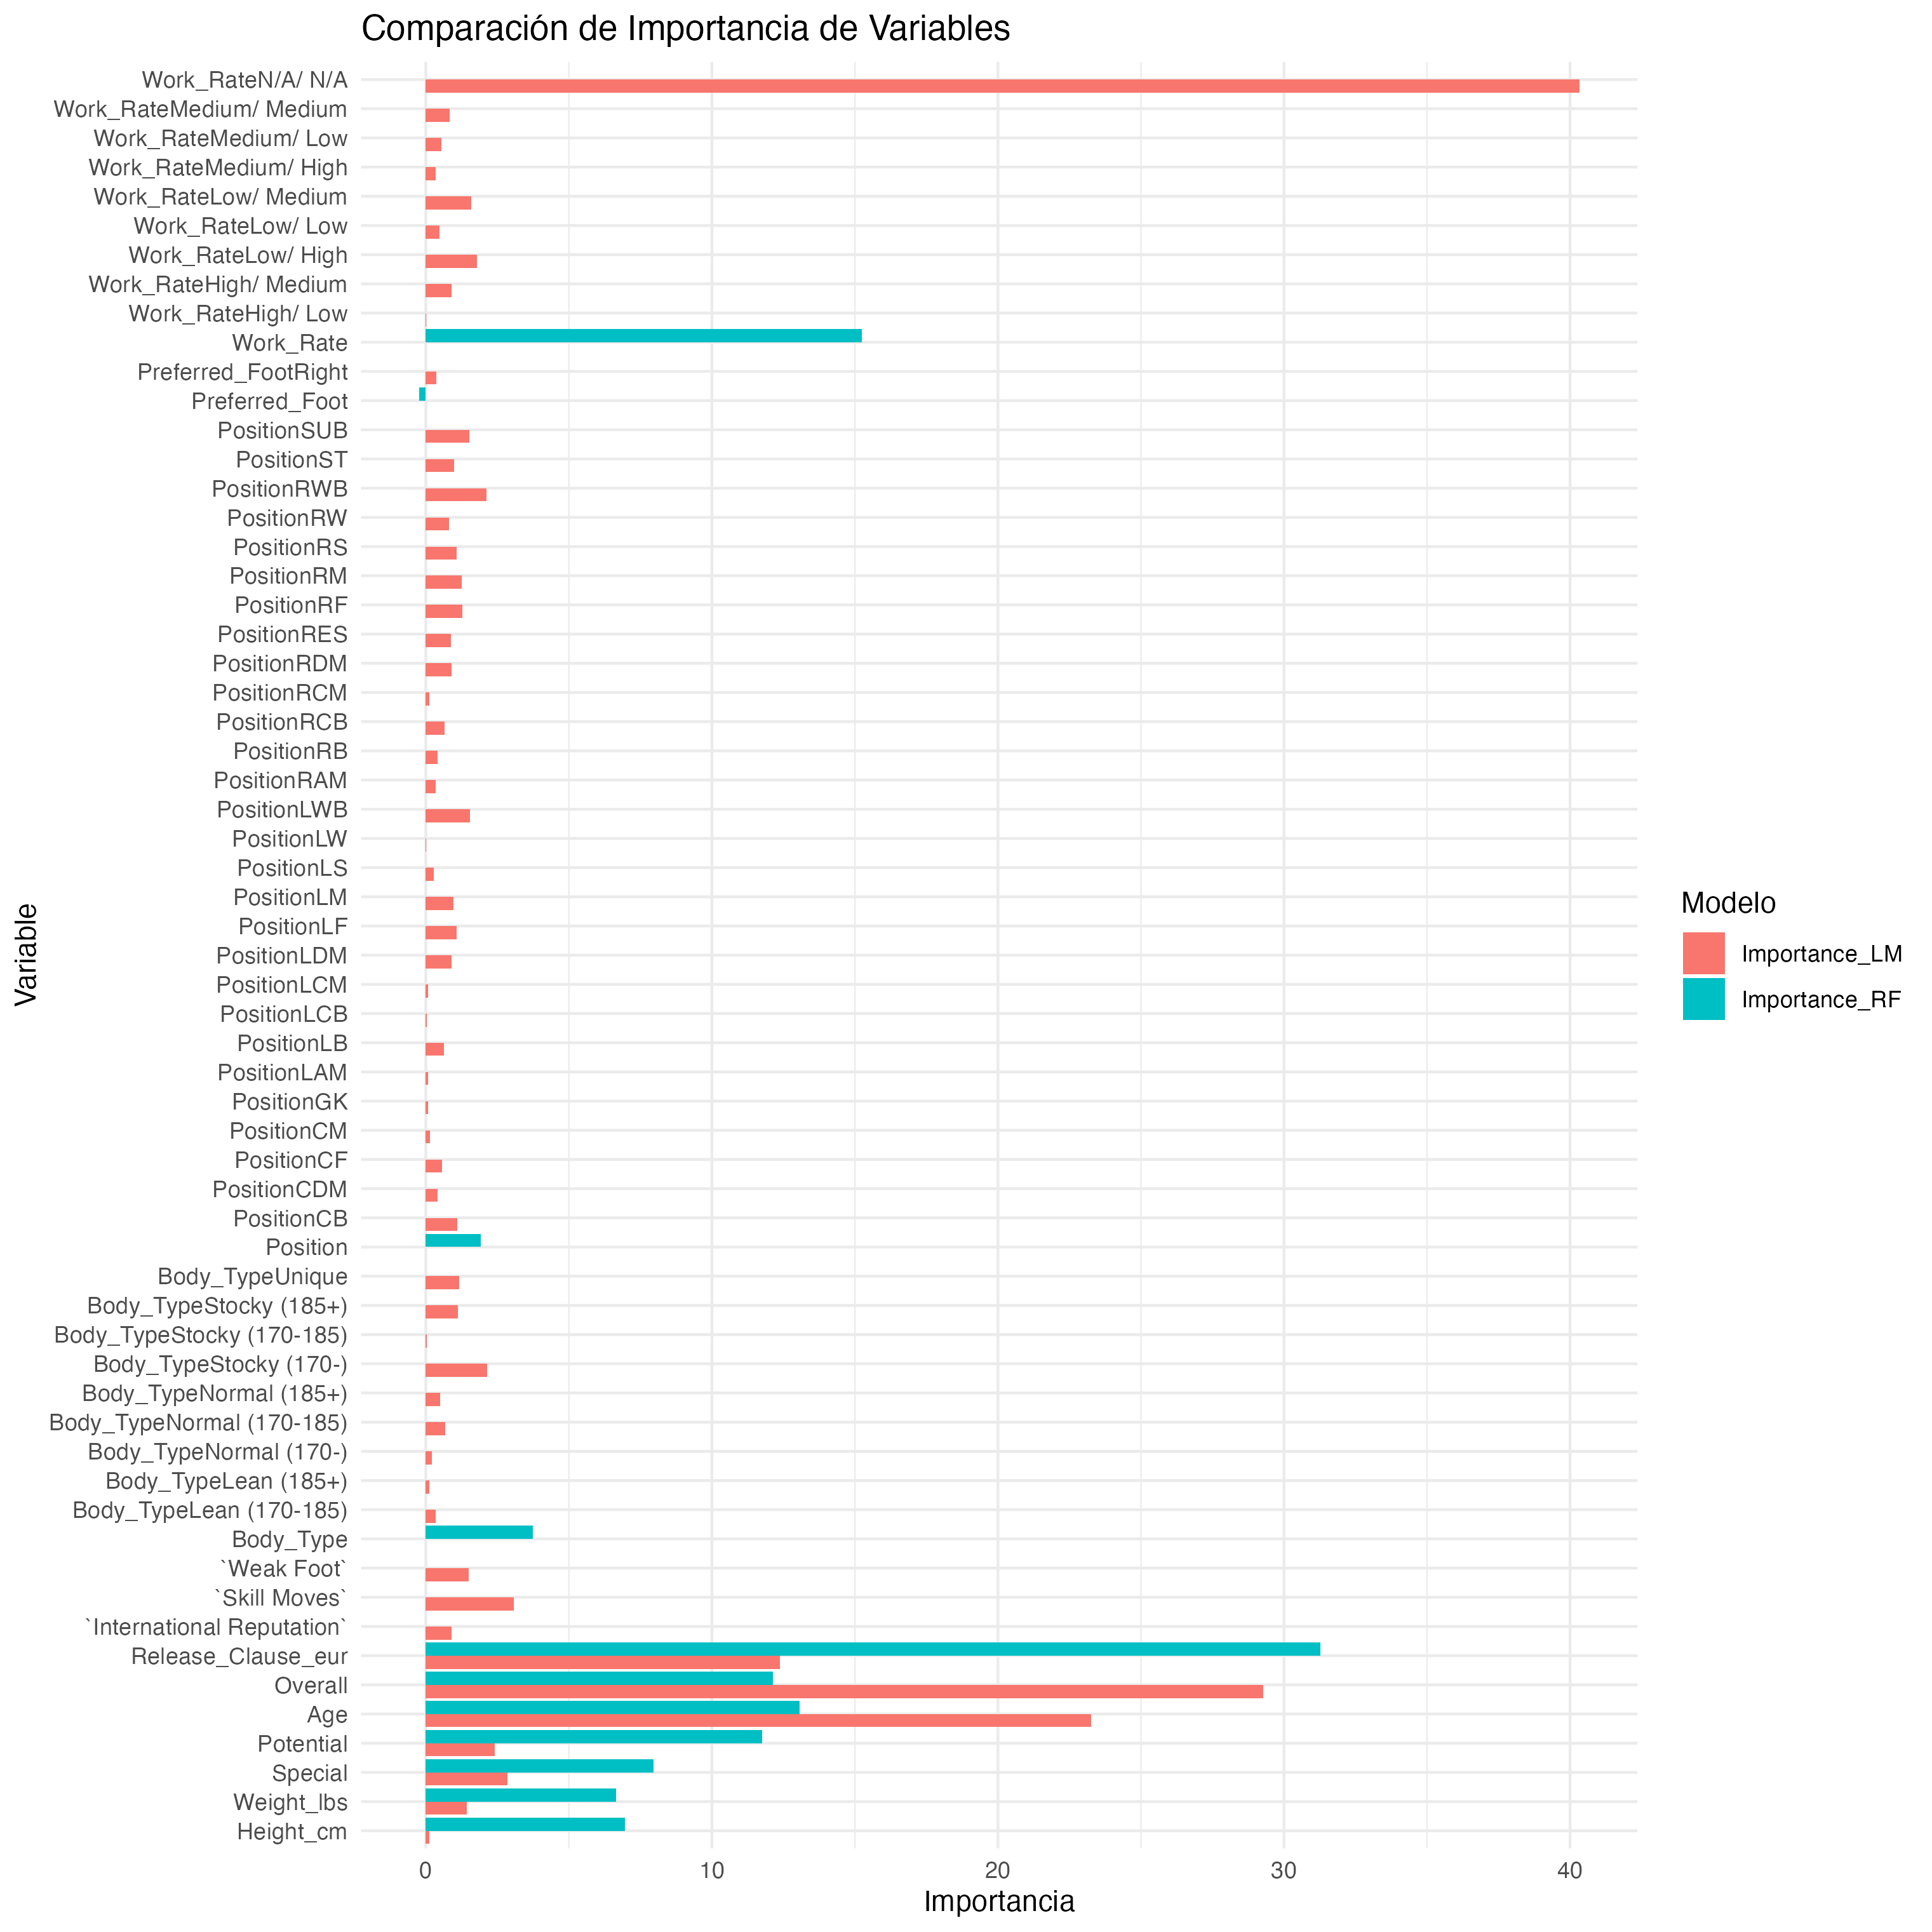 Comparación de Importancia de Variables
Work_RateN/A/ N/A
Work_RateMedium/ Medium
Work_RateMedium/ Low
Work_RateMedium/ High
Work_RateLow/ Medium
Work_RateLow/ Low
Work_RateLow/ High
Work_RateHigh/ Medium
Work_RateHigh/ Low
Work_Rate
Preferred_FootRight
Preferred_Foot
PositionSUB
PositionST
PositionRWB
PositionRW
PositionRS
PositionRM
PositionRF
PositionRES
PositionRDM
PositionRCM
PositionRCB
PositionRB
PositionRAM
PositionLWB
PositionLW
PositionLS
PositionLM
PositionLF
PositionLDM
PositionLCM
PositionLCB
PositionLB
PositionLAM
PositionGK
PositionCM
PositionCF
PositionCDM
PositionCB
Position
Body_TypeUnique
Body_TypeStocky (185+)
Body_TypeStocky (170-185)
Body_TypeStocky (170-)
Body_TypeNormal (185+)
Body_TypeNormal (170-185)
Body_TypeNormal (170-)
Body_TypeLean (185+)
Body_TypeLean (170-185)
Body_Type
`Weak Foot`
`Skill Moves`
`International Reputation`
Release_Clause_eur
Overall
Age
Potential
Special
Weight_lbs
Height_cm
Variable
0 10 20 30 40
Importancia
Modelo
Importance_LM
Importance_RF